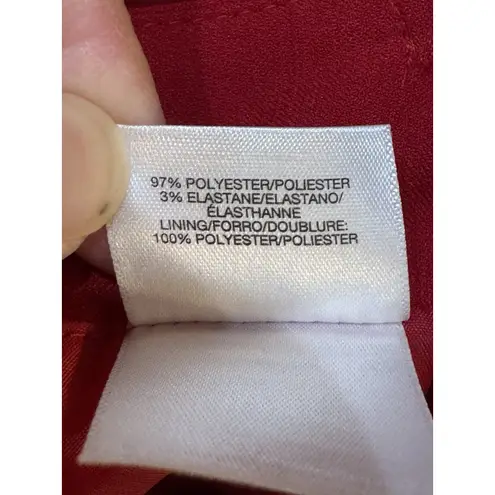 97% POLYESTER/POLIESTER
3% ELASTANE/ELASTANO/
ÉLASTHANNE
LINING/FORRO/DOUBLURE:
100% POLYESTER/POLIESTER